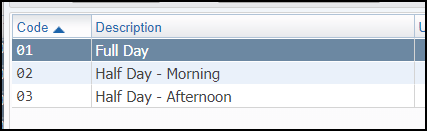 Code Description
01 Full Day
02 Half Day - Morning
03 Half Day - Afternoon